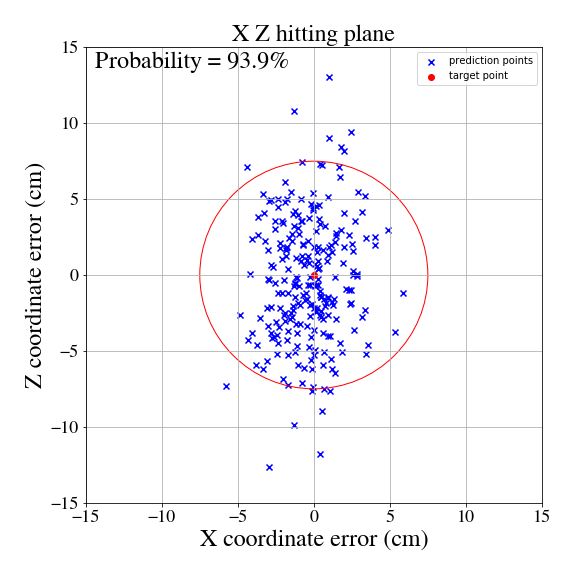 X Z hitting plane
Probability = 93.9%
prediction points
target point
15
10
5
0
−5
−10
−15
Z coordinate error (cm)
−15 −10 −5 0 5 10 15
X coordinate error (cm)